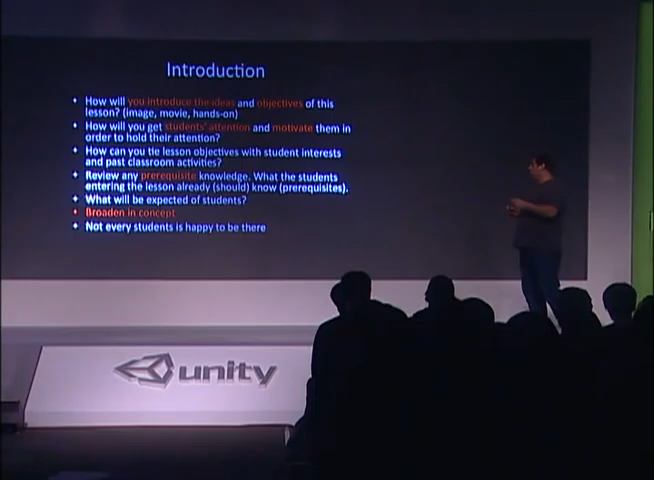 Introduction
• How will you introduce the ideas and objectives of this
lesson? (image, movie, hands-on)
• How will you get students' attention and motivate them in
order to hold their attention?
• How can you tie lesson objectives with student interests
and past classroom activities?
• Review any prerequisite knowledge. What the students
entering the lesson already (should) know (prerequisites).
• What will be expected of students?
• Broaden in concept
• Not every students is happy to be there
unity